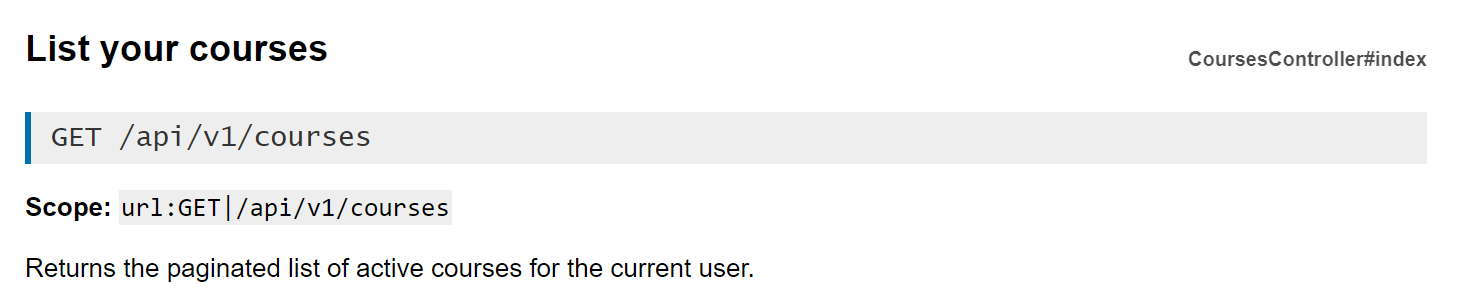 List your courses
CoursesController#index
GET /api/v1/courses
Scope: url:GET|/api/v1/courses
Returns the paginated list of active courses for the current user.